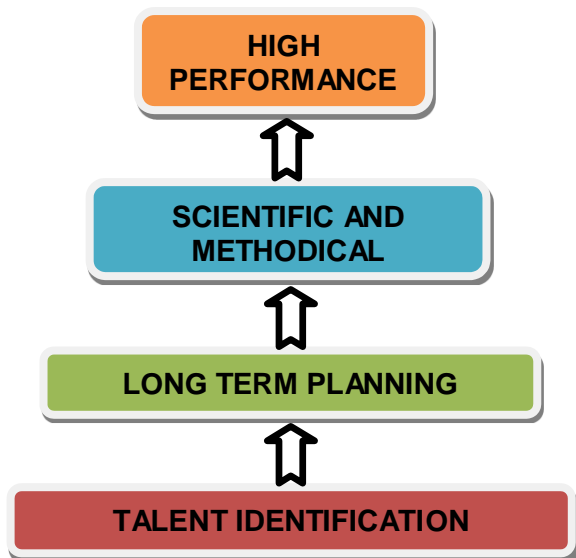 HIGH
PERFORMANCE
SCIENTIFIC AND
METHODICAL
LONG TERM PLANNING
TALENT IDENTIFICATION